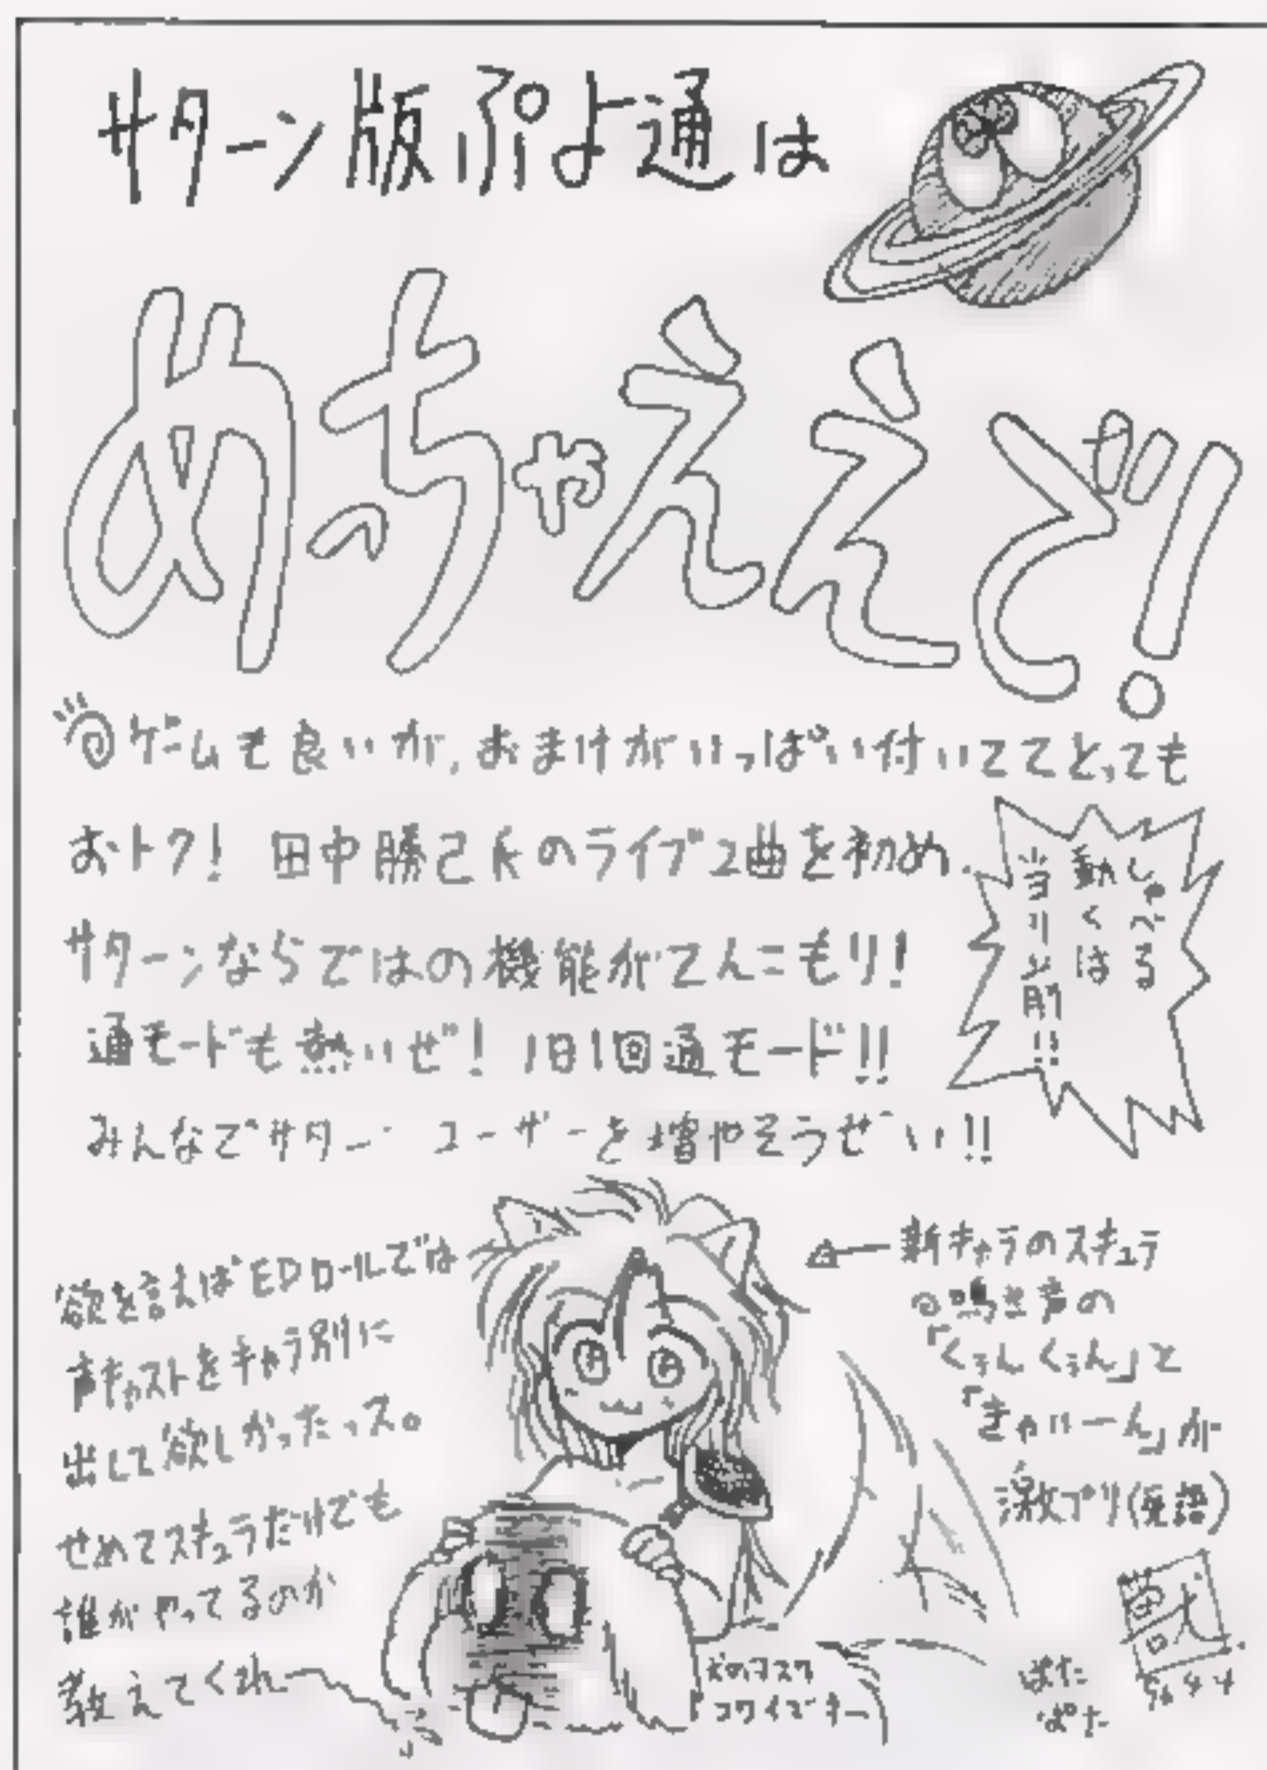 サターン版ぷよ通は
めっちゃええで!
◎ゲームも良いが、おまけがいっぱい付いててとっても
おトク! 田中勝己氏のライブ2曲を初め、
サターンならではの機能がてんこもり!
通モードも熱いぜ! 1日1回通モード!!
みんなでサターンユーザーを増やそうぜい!!
しゃべる
動くは
当り前!!
欲を言えばEDロールでは
声キャストをキャラ別に
出して欲しかったっス。
せめてスキュラだけでも
誰がやってるのか
教えてくれー
新キャラのスキュラ
◎鳴き声の
「くぅんくぅん」と
「きゃいーん」が
激プリ(死語)
犬のマスク
コワイズキー
ぱた
ぱた
獣
'96 9 4